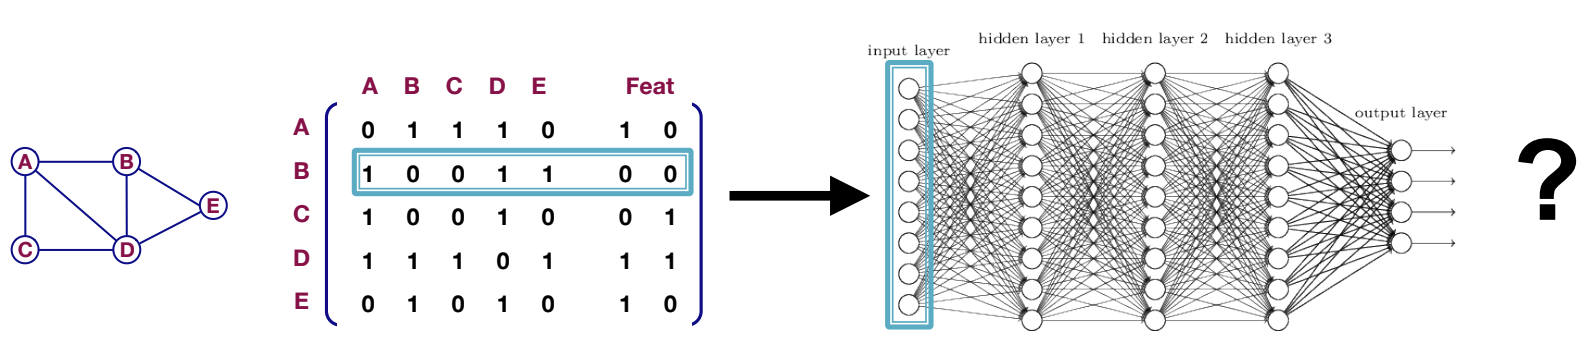 A B E C D
A B C D E Feat
A 0 1 1 1 0 1 0
B 1 0 0 1 1 0 0
C 1 0 0 1 0 0 1
D 1 1 1 0 1 1 1
E 0 1 0 1 0 1 0
input layer
hidden layer 1 hidden layer 2 hidden layer 3
output layer
?